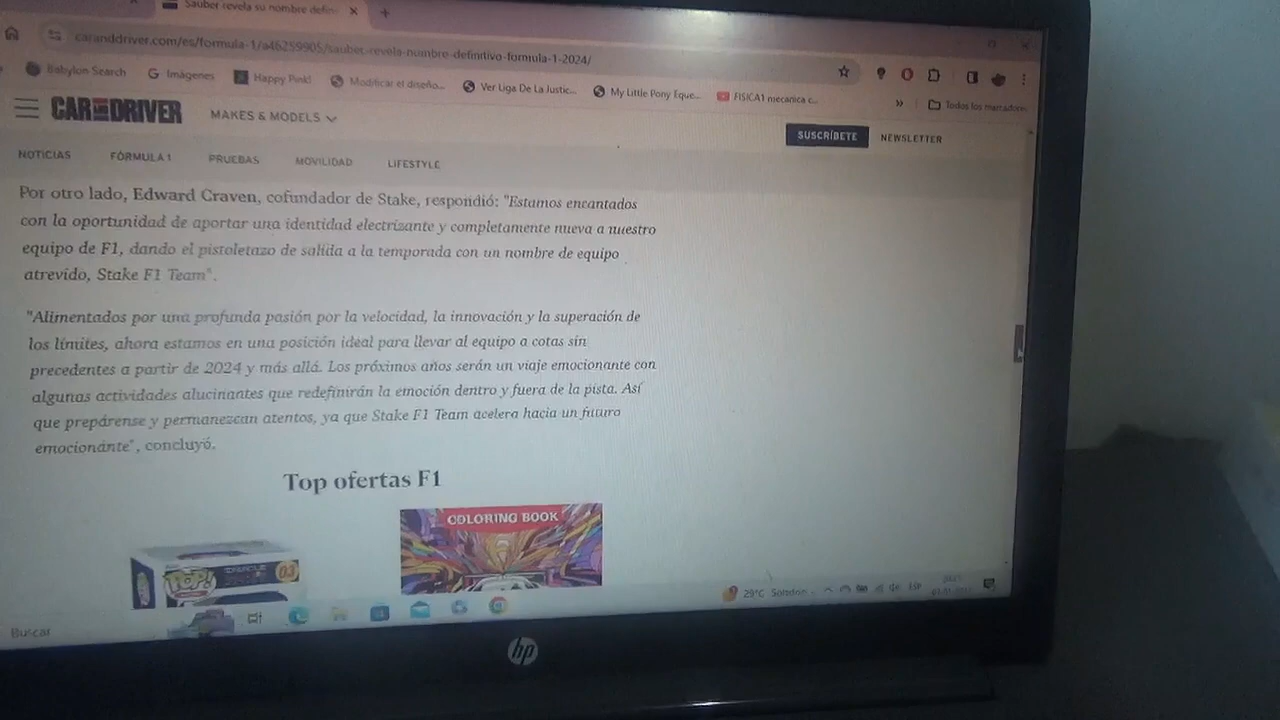 Sauber revela su nombre defin
caranddriver.com/es/formula-1/a46259905/sauber-revela-numbre-definitivo-formula-1-2024/
Babylon Search Imágenes Happy Pink! Modificar el diseño... Ver Liga De La Justic... My Little Pony Eque... FISICA1 mecanica c...
» Todos los marcadores
CAR AND DRIVER MAKES & MODELS
SUSCRÍBETE NEWSLETTER
NOTICIAS FÓRMULA 1 PRUEBAS MOVILIDAD LIFESTYLE
Por otro lado, Edward Craven, cofundador de Stake, respondió: "Estamos encantados
con la oportunidad de aportar una identidad electrizante y completamente nueva a nuestro
equipo de F1, dando el pistoletazo de salida a la temporada con un nombre de equipo
atrevido, Stake F1 Team".
"Alimentados por una profunda pasión por la velocidad, la innovación y la superación de
los límites, ahora estamos en una posición ideal para llevar al equipo a cotas sin
precedentes a partir de 2024 y más allá. Los próximos años serán un viaje emocionante con
algunas actividades alucinantes que redefinirán la emoción dentro y fuera de la pista. Así
que prepárense y permanezcan atentos, ya que Stake F1 Team acelera hacia un futuro
emocionante", concluyó.
Top ofertas F1
COLORING BOOK
POP!
ORACLE
03
29°C Soleado
ESP
Buscar
hp